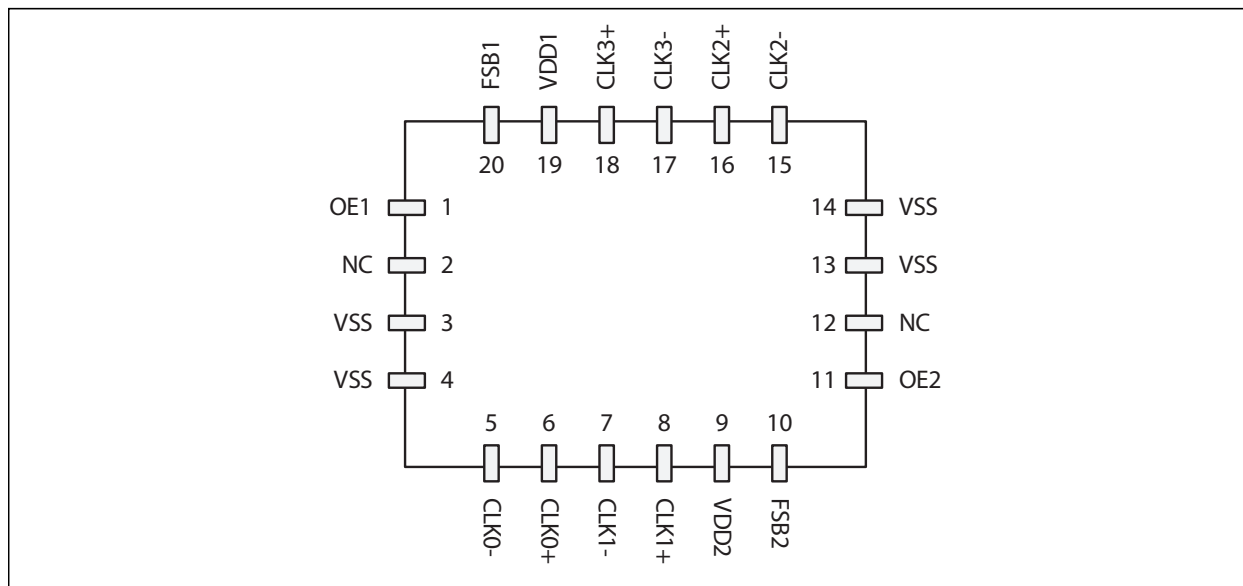 FSB1 VDD1 CLK3+ CLK3- CLK2+ CLK2-
20 19 18 17 16 15
OE1 1 14 VSS
NC 2 13 VSS
VSS 3 12 NC
VSS 4 11 OE2
5 6 7 8 9 10
CLK0- CLK0+ CLK1- CLK1+ VDD2 FSB2